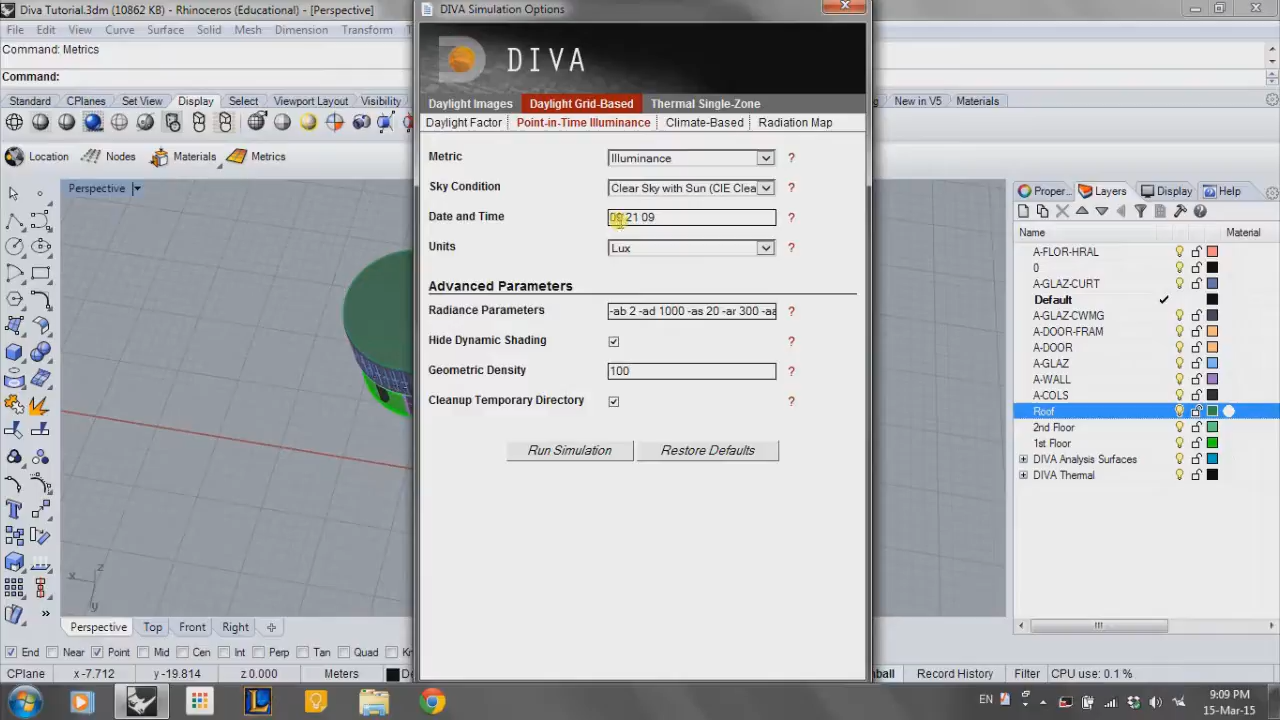 Diva Tutorial.3dm (10862 KB) - Rhinoceros (Educational) - [Perspective]
DIVA Simulation Options
File Edit View Curve Surface Solid Mesh Dimension Transform
Command: Metrics
Command:
DIVA
Standard CPlanes Set View Display Select Viewport Layout Visibility
New in V5 Materials
Daylight Images Daylight Grid-Based Thermal Single-Zone
Daylight Factor Point-in-Time Illuminance Climate-Based Radiation Map
Location Nodes Materials Metrics
Metric Illuminance ?
Sky Condition Clear Sky with Sun (CIE Clea ?
Date and Time 09 21 09 ?
Units Lux ?
Advanced Parameters
Radiance Parameters -ab 2 -ad 1000 -as 20 -ar 300 -aa ?
Hide Dynamic Shading ?
Geometric Density 100 ?
Cleanup Temporary Directory ?
Run Simulation Restore Defaults
Perspective
x z y
Proper... Layers Display Help
Name Material
A-FLOR-HRAL
0
A-GLAZ-CURT
Default
A-GLAZ-CWMG
A-DOOR-FRAM
A-DOOR
A-GLAZ
A-WALL
A-COLS
Roof
2nd Floor
1st Floor
DIVA Analysis Surfaces
DIVA Thermal
Perspective Top Front Right
End Near Point Mid Cen Int Perp Tan Quad Kn
CPlane x -7.712 y -19.814 z 0.000 Meters De
Record History Filter CPU use: 0.1 %
EN
9:09 PM
15-Mar-15